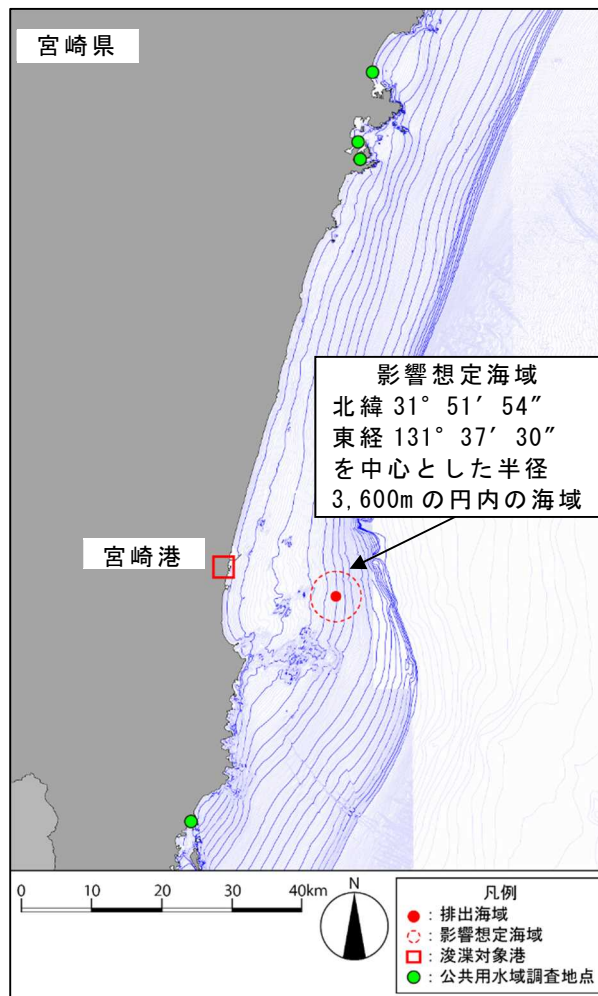 宮崎県
影響想定海域
北緯 31° 51′ 54″
東経 131° 37′ 30″
を中心とした半径
3,600m の円内の海域
宮崎港
0 10 20 30 40km
N
凡例
：排出海域
：影響想定海域
：浚渫対象港
：公共用水域調査地点